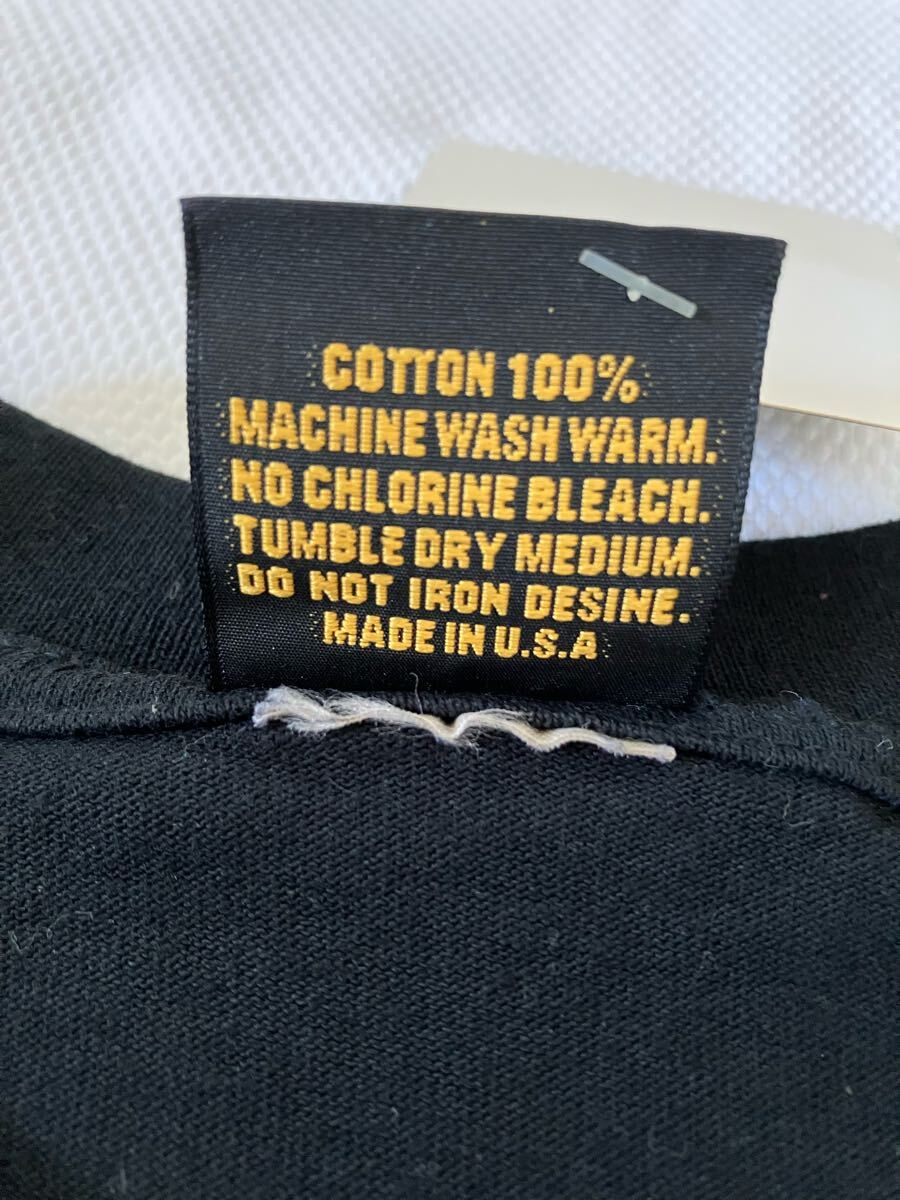 COTTON 100%
MACHINE WASH WARM.
NO CHLORINE BLEACH.
TUMBLE DRY MEDIUM.
DO NOT IRON DESINE.
MADE IN U.S.A